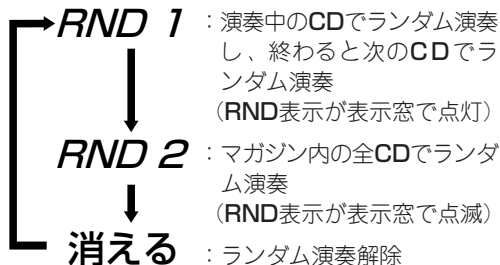 RND 1 ：演奏中のCDでランダム演奏
し、終わると次のCDでラ
ンダム演奏
（RND表示が表示窓で点灯）
RND 2 ：マガジン内の全CDでランダ
ム演奏
（RND表示が表示窓で点滅）
消える ：ランダム演奏解除